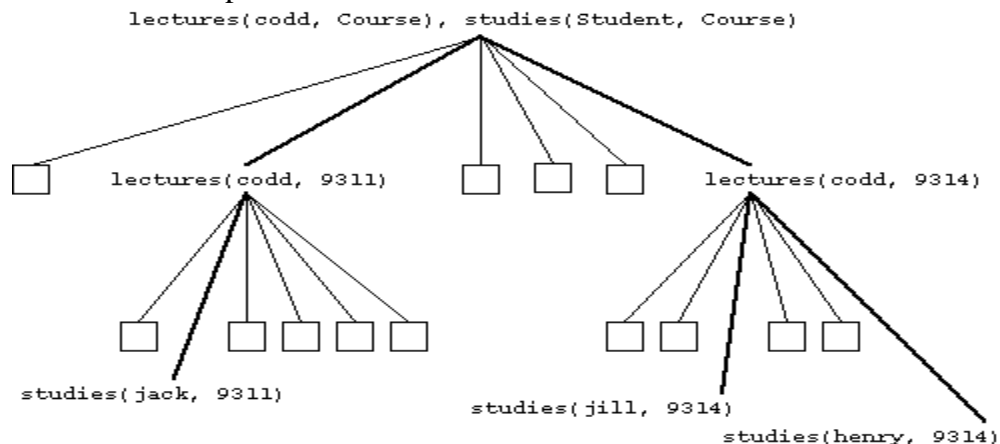 lectures(codd, Course), studies(Student, Course)
lectures(codd, 9311)
lectures(codd, 9314)
studies(jack, 9311)
studies(jill, 9314)
studies(henry, 9314)